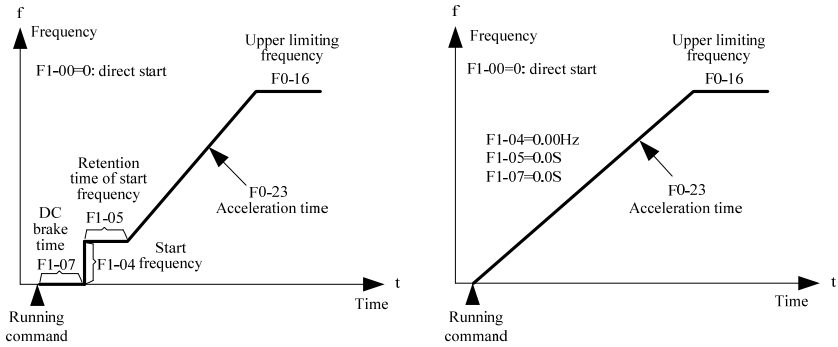 f
Frequency
F1-00=0: direct start
Upper limiting
frequency
F0-16
Retention
time of start
frequency
F1-05
DC
brake
time
F1-07
F1-04
Start
frequency
F0-23
Acceleration time
t
Time
Running
command
f
Frequency
F1-00=0: direct start
Upper limiting
frequency
F0-16
F1-04=0.00Hz
F1-05=0.0S
F1-07=0.0S
F0-23
Acceleration time
t
Time
Running
command